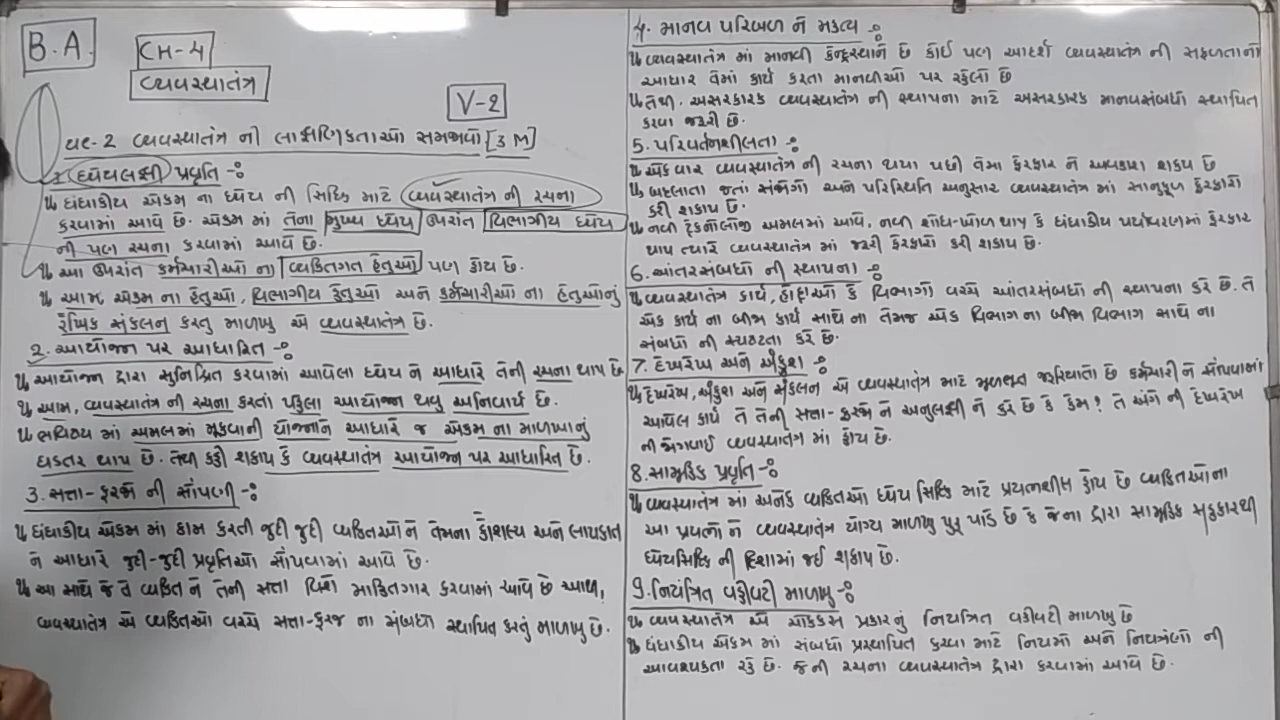 B.A.
CH-4
વ્યવસ્થાતંત્ર
V-2
પ્ર-2 વ્યવસ્થાતંત્ર ની લાક્ષણિકતાઓ સમજાવો [3 M]
1. ધ્યેયલક્ષી પ્રવૃતિ -:
ધંધાકીય એકમ ના ધ્યેય ની સિદ્ધિ માટે વ્યવસ્થાતંત્ર ની રચના
કરવામાં આવે છે. એકમ માં તેના મુખ્ય ધ્યેય ઉપરાંત વિભાગીય ધ્યેય
ની પણ રચના કરવામાં આવે છે.
આ ઉપરાંત કર્મચારીઓ ના વ્યકિતગત હેતુઓ પણ હોય છે.
આમ એકમ ના હેતુઓ, વિભાગીય હેતુઓ અને કર્મચારીઓ ના હેતુઓનું
રેખિક સંકલન કરતુ માળખુ એ વ્યવસ્થાતંત્ર છે.
2. આયોજન પર આધારિત -:
આયોજન દ્વારા સુનિશ્રિત કરવામાં આવેલા ધ્યેય ને આધારે તેની રચના થાય છે
આમ, વ્યવસ્થાતંત્ર ની રચના કરતાં પહેલા આયોજન થવુ અનિવાર્ય છે.
ભવિષ્ય માં અમલમાં મૂકવાની યોજનાને આધારે જ એકમ ના માળખાનું
ઘડતર થાય છે. તેથી કહી શકાય કે વ્યવસ્થાતંત્ર આયોજન પર આધારિત છે.
3. સત્તા-ફરજો ની સોંપણી -:
ધંધાકીય એકમ માં કામ કરતી જુદી જુદી વ્યકિતઓ ને તેમના કૌશલ્ય અને લાયકાત
ને આધારે જુદી-જુદી પ્રવૃતિઓ સોંપવામાં આવે છે.
આ સાથે જ તે વ્યકિત ને તેની સત્તા વિશે માહિતગાર કરવામાં આવે છે આમ,
વ્યવસ્થાતંત્ર એ વ્યકિતઓ વચ્ચે સત્તા-ફરજ ના સંબંધો સ્થાપિત કરતું માળખુ છે.
4. માનવ પરિબળ ને મહત્વ -:
વ્યવસ્થાતંત્ર માં માનવી કેન્દ્રસ્થાને છે કોઈ પણ આદર્શ વ્યવસ્થાતંત્ર ની સફળતાનો
આધાર તેમાં કાર્ય કરતા માનવીઓ પર રહેલો છે
તેથી. અસરકારક વ્યવસ્થાતંત્ર ની સ્થાપના માટે અસરકારક માનવસંબંધો સ્થાપિત
કરવા જરૂરી છે.
5. પરિવર્તનશીલતા -:
એકવાર વ્યવસ્થાતંત્ર ની રચના થયા પછી તેમા ફેરફાર ને અવકાશ શકાય છે
બદલાતા જતાં સંજોગો અને પરિસ્થિતિ અનુસાર વ્યવસ્થાતંત્ર માં સાનુકૂળ ફેરફારો
કરી શકાય છે.
નવી ટેકનોલોજી અમલમાં આવે, નવી શોધ-ખોળ થાય કે ધંધાકીય પર્યાવરણમાં ફેરફાર
થાય ત્યારે વ્યવસ્થાતંત્ર માં જરૂરી ફેરફારો કરી શકાય છે.
6. આંતરસંબંધો ની સ્થાપના -:
વ્યવસ્થાતંત્ર કાર્ય, હોદ્દાઓ કે વિભાગો વચ્ચે આંતરસંબંધો ની સ્થાપના કરે છે. તે
એક કાર્ય ના બીજા કાર્ય સાથે ના તેમજ એક વિભાગ ના બીજા વિભાગ સાથે ના
સંબંધો ની સ્પષ્ટતા કરે છે.
7. દેખરેખ અને અંકુશ -:
દેખરેખ, અંકુશ અને સંકલન એ વ્યવસ્થાતંત્ર માટે મૂળભૂત જરૂરિયાતો છે કર્મચારી ને સોંપવામાં
આવેલ કાર્ય તે તેની સત્તા-ફરજો ને અનુલક્ષી ને કરે છે કે કેમ? તે અંગે ની દેખરેખ
ની જોગવાઈ વ્યવસ્થાતંત્ર માં હોય છે.
8. સામૂહિક પ્રવૃતિ -:
વ્યવસ્થાતંત્ર માં અનેક વ્યકિતઓ ધ્યેય સિદ્ધિ માટે પ્રયત્નશીલ હોય છે વ્યકિતઓના
આ પ્રયત્નો ને વ્યવસ્થાતંત્ર યોગ્ય માળખુ પુરૂ પાડે છે કે જેના દ્વારા સામૂહિક સહકારથી
ધ્યેયસિદ્ધિ ની દિશામાં જઈ શકાય છે.
9. નિયંત્રિત વહીવટી માળખુ -:
વ્યવસ્થાતંત્ર એ ચોકકસ પ્રકારનું નિયંત્રિત વહીવટી માળખુ છે
ધંધાકીય એકમ માં સંબંધો પ્રસ્થાપિત કરવા માટે નિયમો અને નિયંત્રણો ની
આવશ્યકતા રહે છે. જેની રચના વ્યવસ્થાતંત્ર દ્વારા કરવામાં આવે છે.